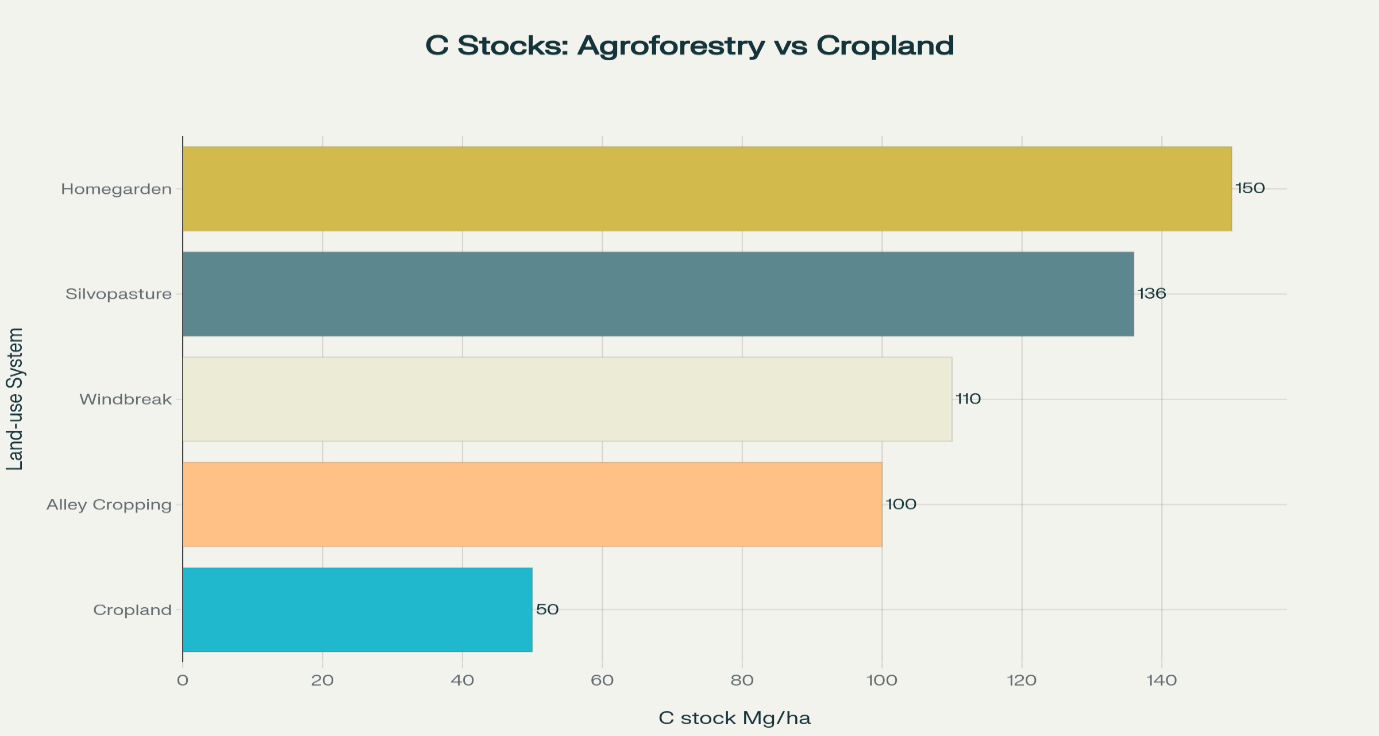 C Stocks: Agroforestry vs Cropland
Land-use System
Homegarden 150
Silvopasture 136
Windbreak 110
Alley Cropping 100
Cropland 50
0 20 40 60 80 100 120 140
C stock Mg/ha